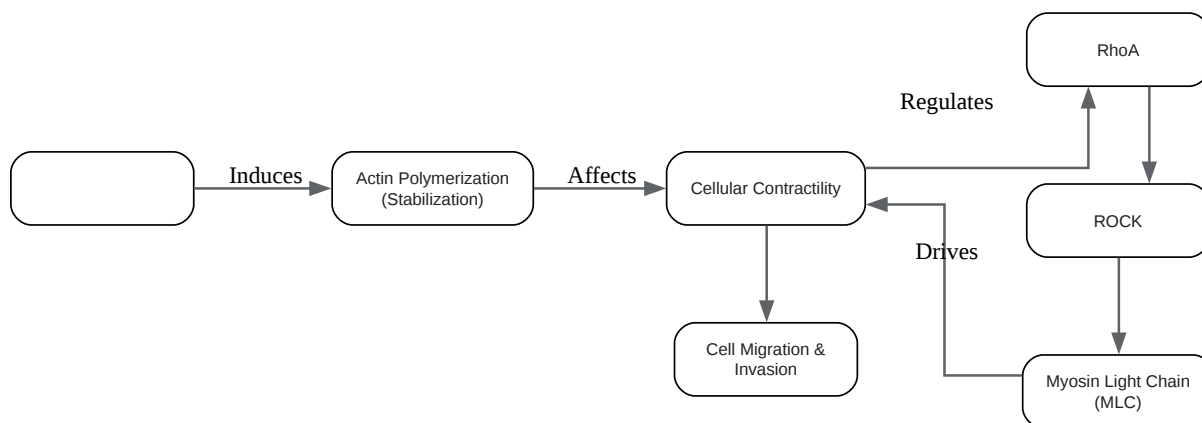 RhoA
Regulates
Induces
Actin Polymerization
(Stabilization)
Affects
Cellular Contractility
ROCK
Drives
Cell Migration &
Invasion
Myosin Light Chain
(MLC)